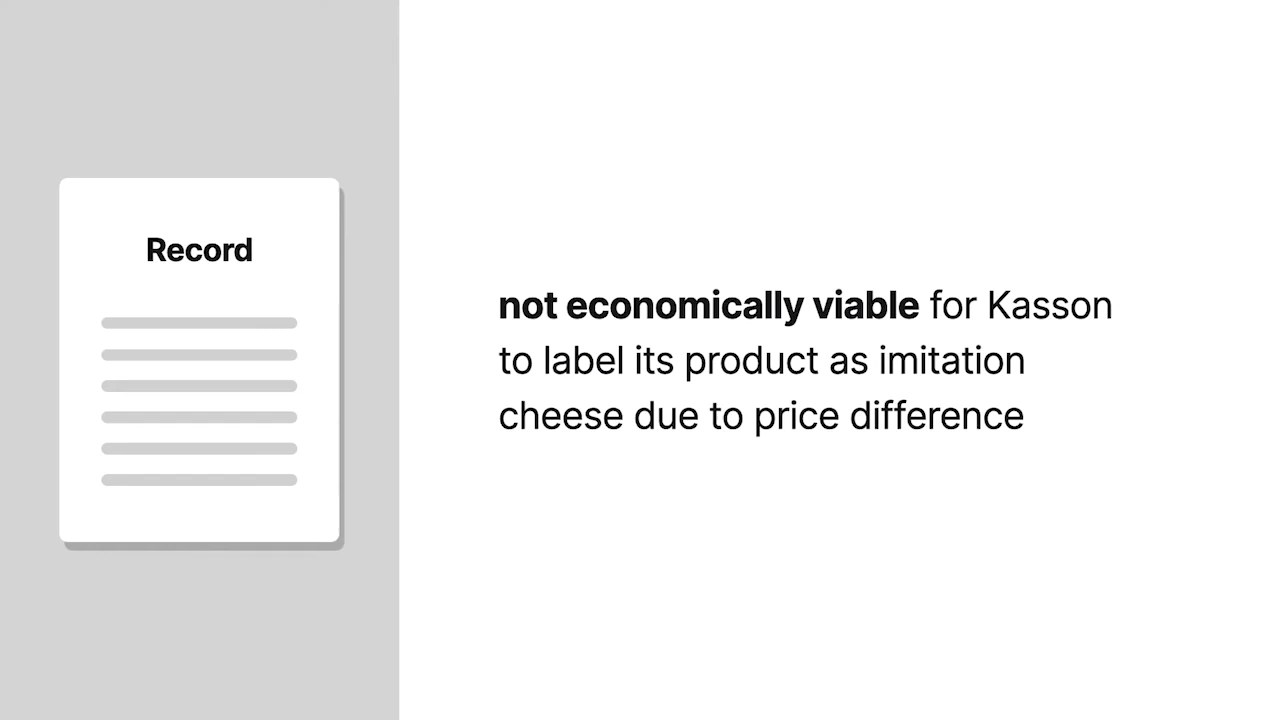 Record
not economically viable for Kasson
to label its product as imitation
cheese due to price difference